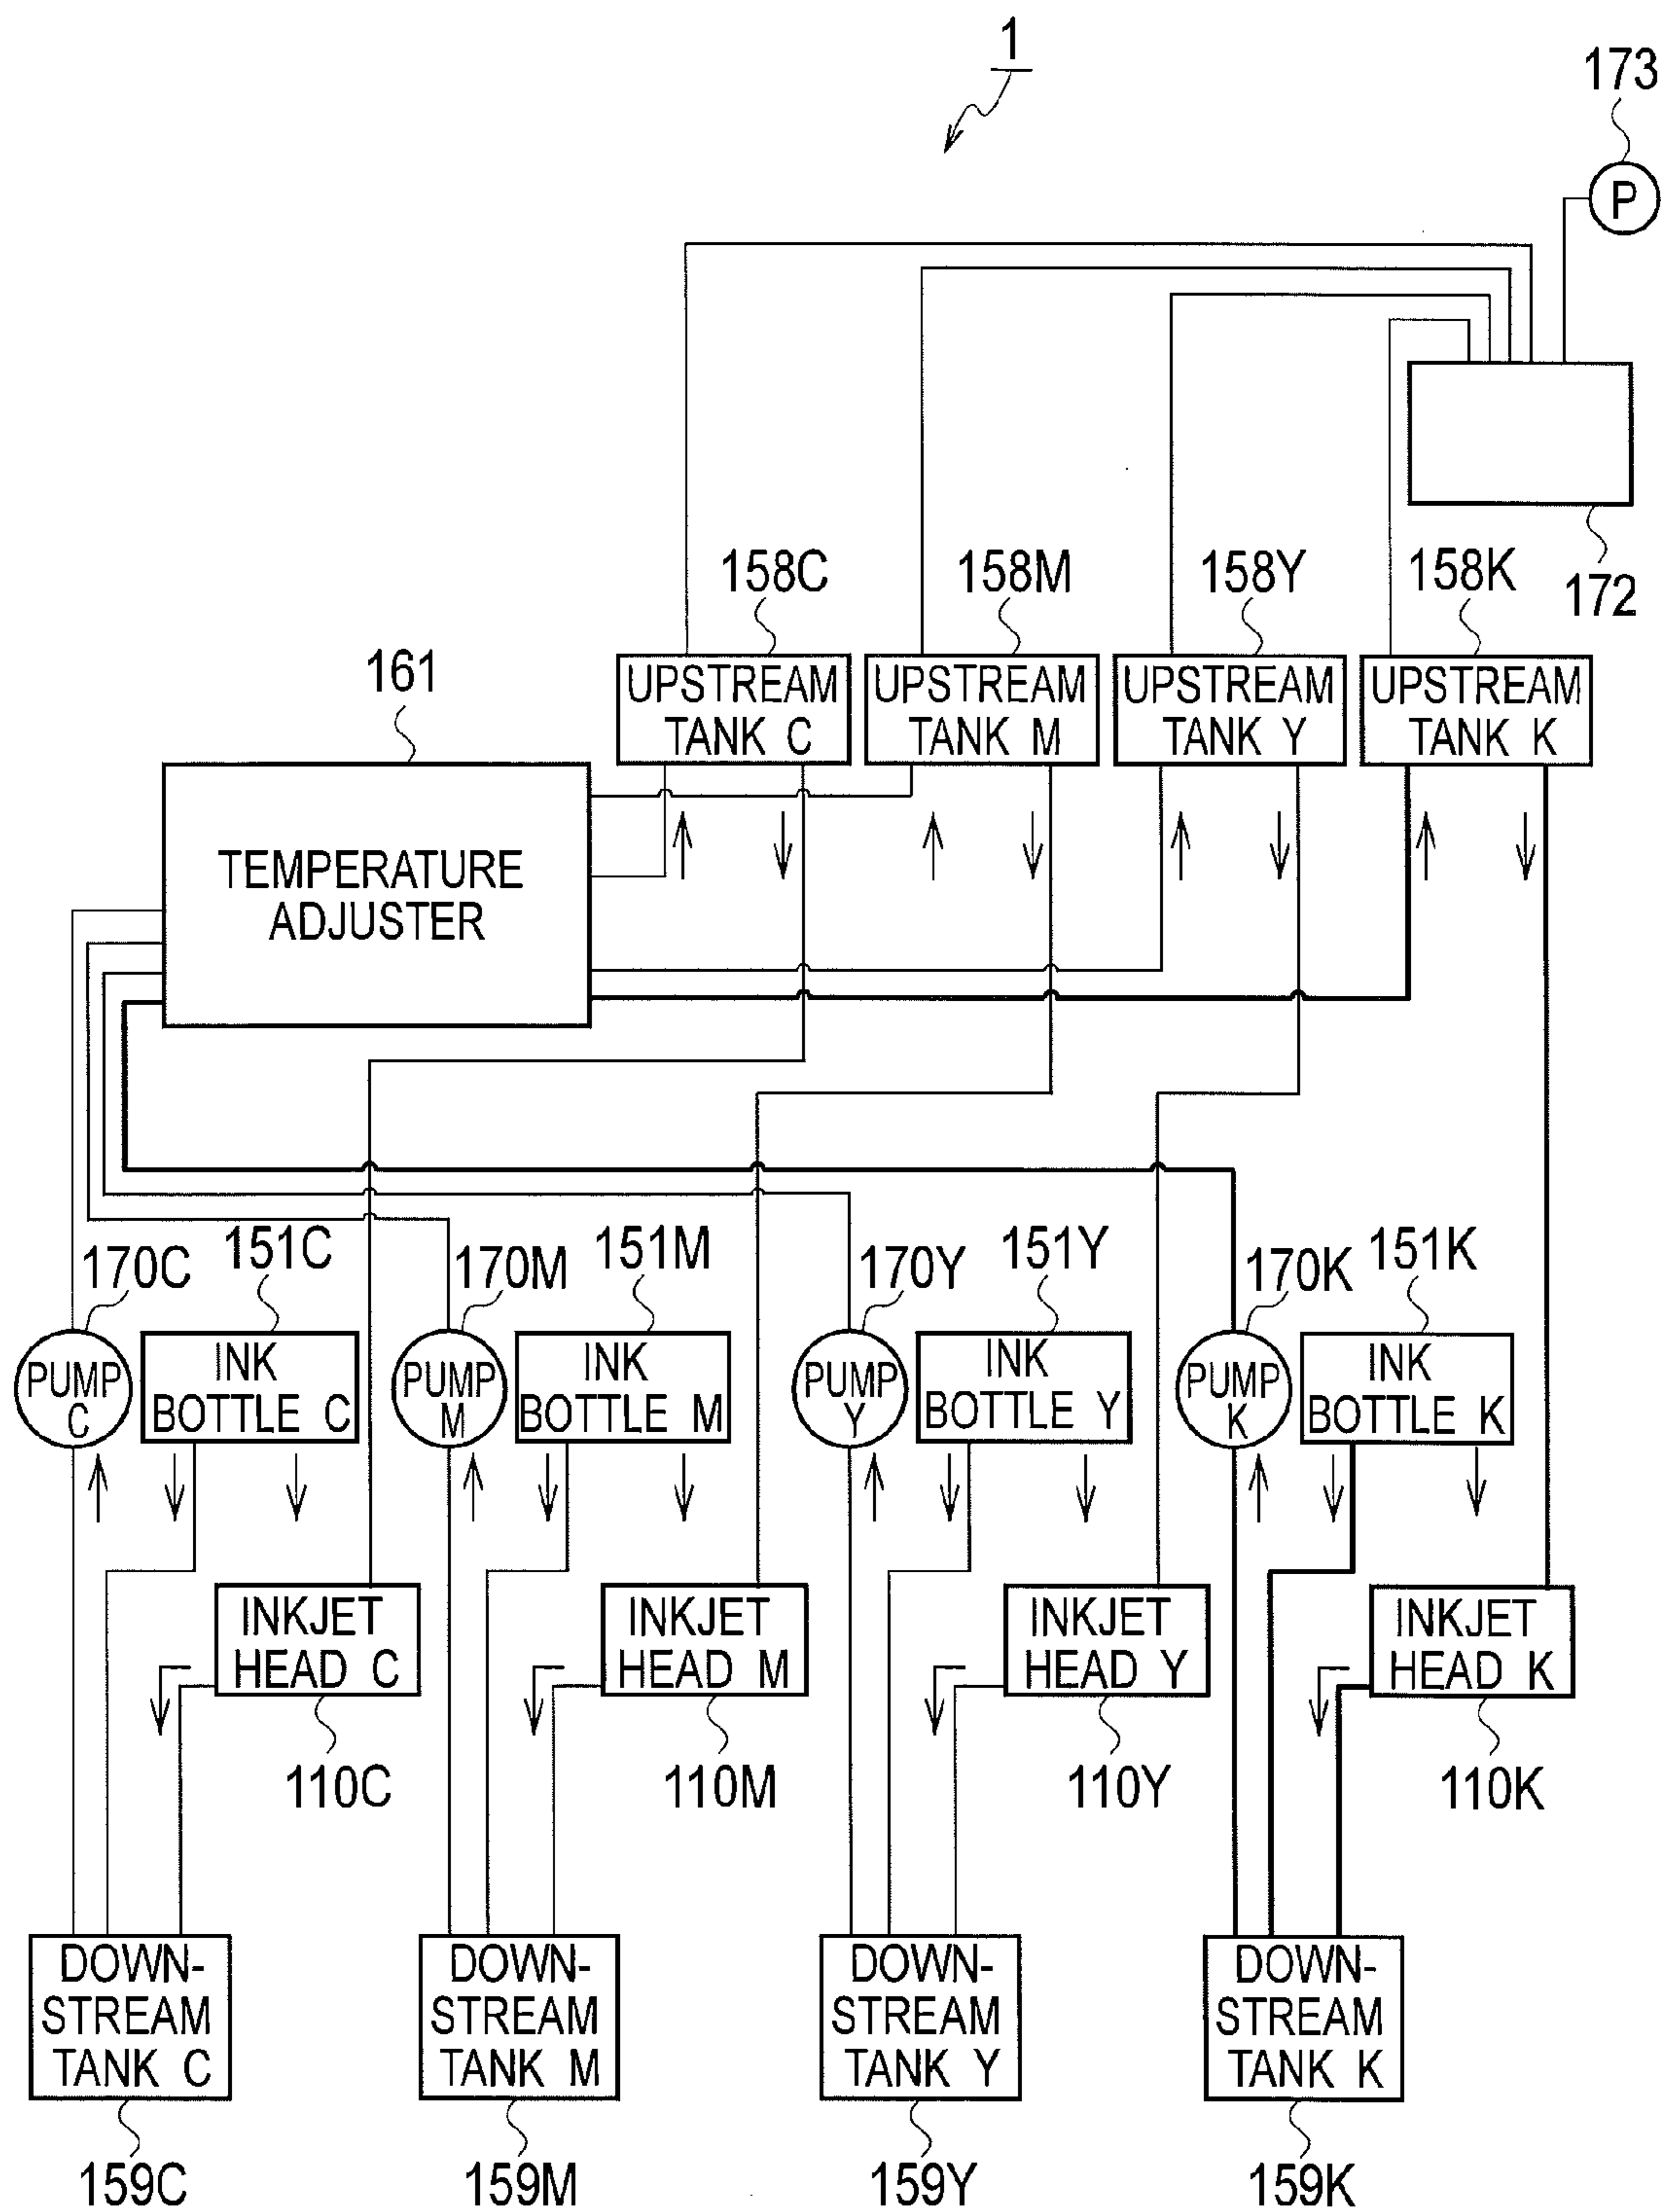 1
173
P
172
158C
158M
158Y
158K
UPSTREAM
TANK C
UPSTREAM
TANK M
UPSTREAM
TANK Y
UPSTREAM
TANK K
161
TEMPERATURE
ADJUSTER
170C
151C
170M
151M
170Y
151Y
170K
151K
PUMP
C
INK
BOTTLE C
PUMP
M
INK
BOTTLE M
PUMP
Y
INK
BOTTLE Y
PUMP
K
INK
BOTTLE K
INKJET
HEAD C
INKJET
HEAD M
INKJET
HEAD Y
INKJET
HEAD K
110C
110M
110Y
110K
DOWN-
STREAM
TANK C
DOWN-
STREAM
TANK M
DOWN-
STREAM
TANK Y
DOWN-
STREAM
TANK K
159C
159M
159Y
159K